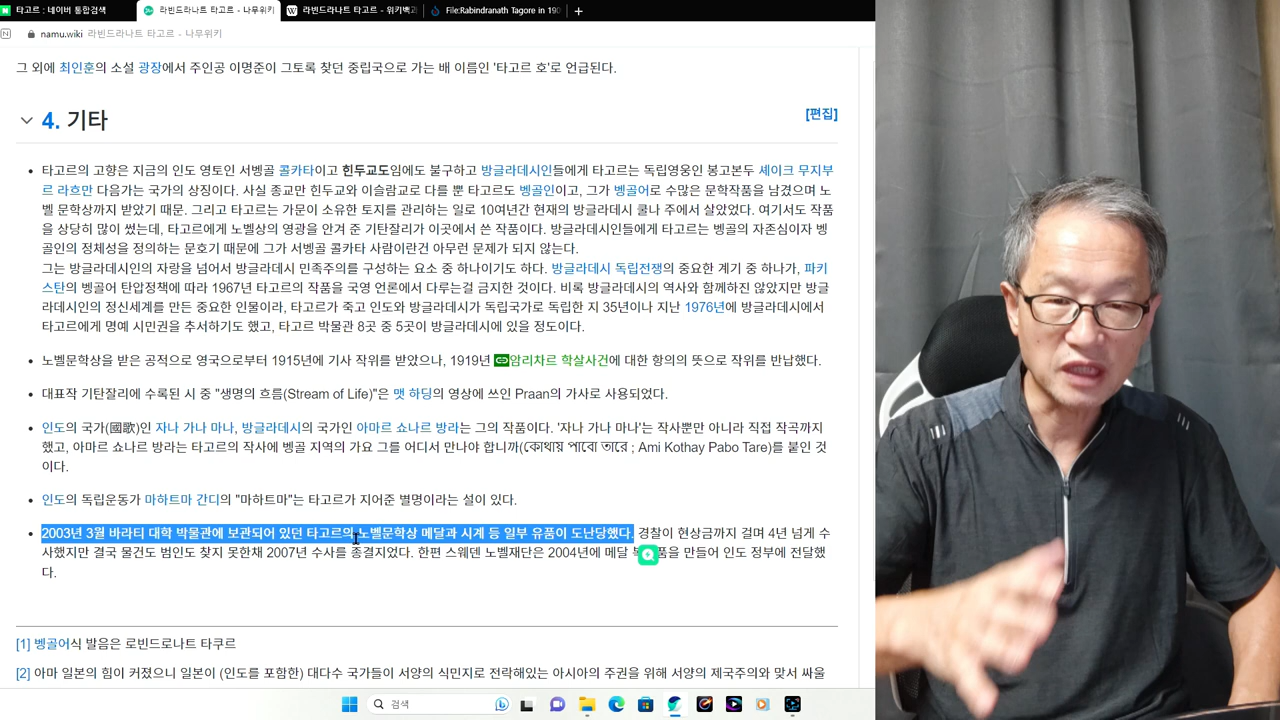 타고르 : 네이버 통합검색
라빈드라나트 타고르 - 나무위키
라빈드라나트 타고르 - 위키백과
File:Rabindranath Tagore in 190
namu.wiki 라빈드라나트 타고르 - 나무위키
그 외에 최인훈의 소설 광장에서 주인공 이명준이 그토록 찾던 중립국으로 가는 배 이름인 '타고르 호'로 언급된다.
4. 기타
[편집]
타고르의 고향은 지금의 인도 영토인 서벵골 콜카타이고 힌두교도임에도 불구하고 방글라데시인들에게 타고르는 독립영웅인 봉고본두 셰이크 무지부
르 라흐만 다음가는 국가의 상징이다. 사실 종교만 힌두교와 이슬람교로 다를 뿐 타고르도 벵골인이고, 그가 벵골어로 수많은 문학작품을 남겼으며 노
벨 문학상까지 받았기 때문. 그리고 타고르는 가문이 소유한 토지를 관리하는 일로 10여년간 현재의 방글라데시 쿨나 주에서 살았었다. 여기서도 작품
을 상당히 많이 썼는데, 타고르에게 노벨상의 영광을 안겨 준 기탄잘리가 이곳에서 쓴 작품이다. 방글라데시인들에게 타고르는 벵골의 자존심이자 벵
골인의 정체성을 정의하는 문호기 때문에 그가 서벵골 콜카타 사람이란건 아무런 문제가 되지 않는다.
그는 방글라데시인의 자랑을 넘어서 방글라데시 민족주의를 구성하는 요소 중 하나이기도 하다. 방글라데시 독립전쟁의 중요한 계기 중 하나가, 파키
스탄의 벵골어 탄압정책에 따라 1967년 타고르의 작품을 국영 언론에서 다루는걸 금지한 것이다. 비록 방글라데시의 역사와 함께하진 않았지만 방글
라데시인의 정신세계를 만든 중요한 인물이라, 타고르가 죽고 인도와 방글라데시가 독립국가로 독립한 지 35년이나 지난 1976년에 방글라데시에서
타고르에게 명예 시민권을 추서하기도 했고, 타고르 박물관 8곳 중 5곳이 방글라데시에 있을 정도이다.
노벨문학상을 받은 공적으로 영국으로부터 1915년에 기사 작위를 받았으나, 1919년 암리차르 학살사건에 대한 항의의 뜻으로 작위를 반납했다.
대표작 기탄잘리에 수록된 시 중 "생명의 흐름(Stream of Life)"은 맷 하딩의 영상에 쓰인 Praan의 가사로 사용되었다.
인도의 국가(國歌)인 자나 가나 마나, 방글라데시의 국가인 아마르 쇼나르 방라는 그의 작품이다. '자나 가나 마나'는 작사뿐만 아니라 직접 작곡까지
했고, 아마르 쇼나르 방라는 타고르의 작사에 벵골 지역의 가요 그를 어디서 만나야 합니까(কোথায় পাবো তারে ; Ami Kothay Pabo Tare)를 붙인 것
이다.
인도의 독립운동가 마하트마 간디의 "마하트마"는 타고르가 지어준 별명이라는 설이 있다.
2003년 3월 바라티 대학 박물관에 보관되어 있던 타고르의 노벨문학상 메달과 시계 등 일부 유품이 도난당했다. 경찰이 현상금까지 걸며 4년 넘게 수
사했지만 결국 물건도 범인도 찾지 못한채 2007년 수사를 종결지었다. 한편 스웨덴 노벨재단은 2004년에 메달 품을 만들어 인도 정부에 전달했
다.
[1] 벵골어식 발음은 로빈드로나트 타쿠르
[2] 아마 일본의 힘이 커졌으니 일본이 (인도를 포함한) 대다수 국가들이 서양의 식민지로 전락해있는 아시아의 주권을 위해 서양의 제국주의와 맞서 싸울
검색